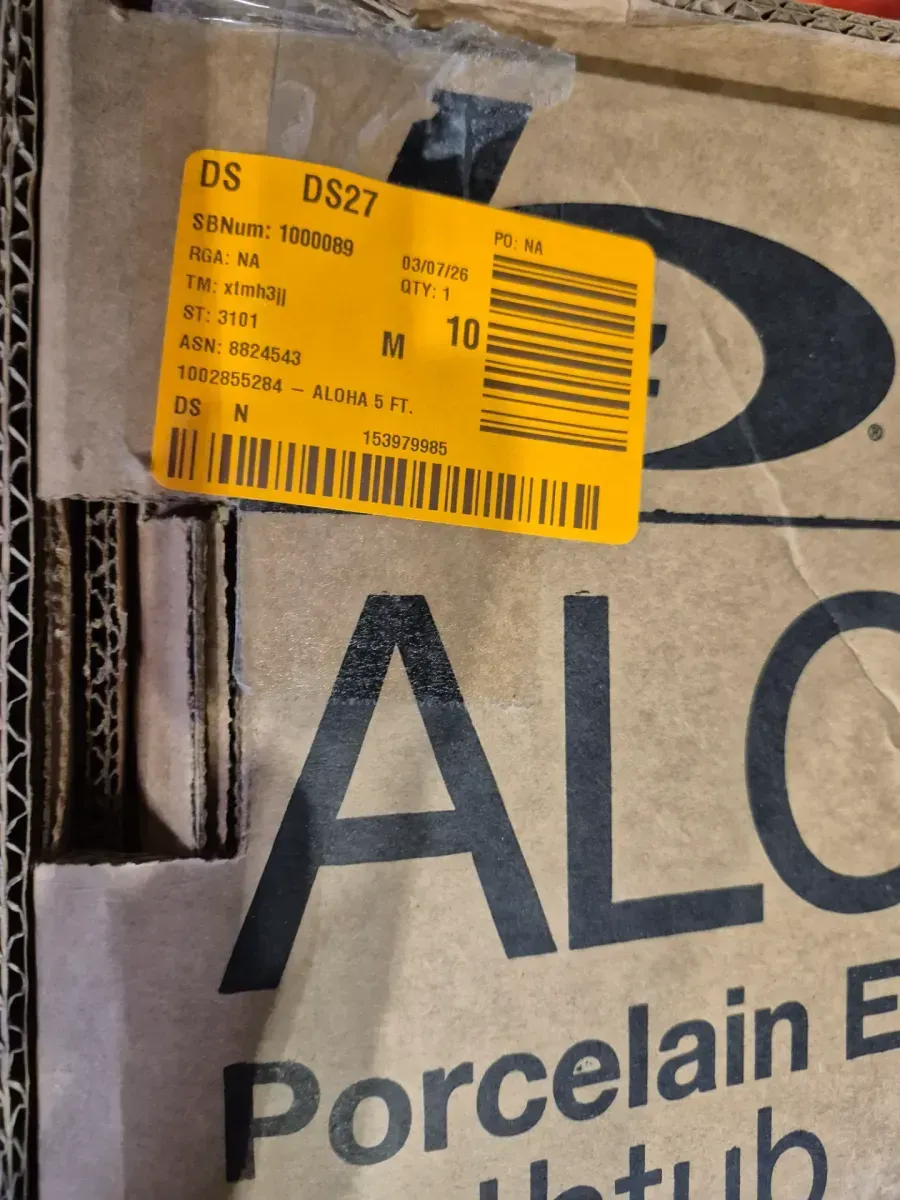 DS DS27
SBNum: 1000089
PO: NA
RGA: NA
03/07/26
TM: xtmh3jj
QTY: 1
ST: 3101
M 10
ASN: 8824543
1002855284 – ALOHA 5 FT.
DS N
153979985
®
ALO
Porcelain E
thtub